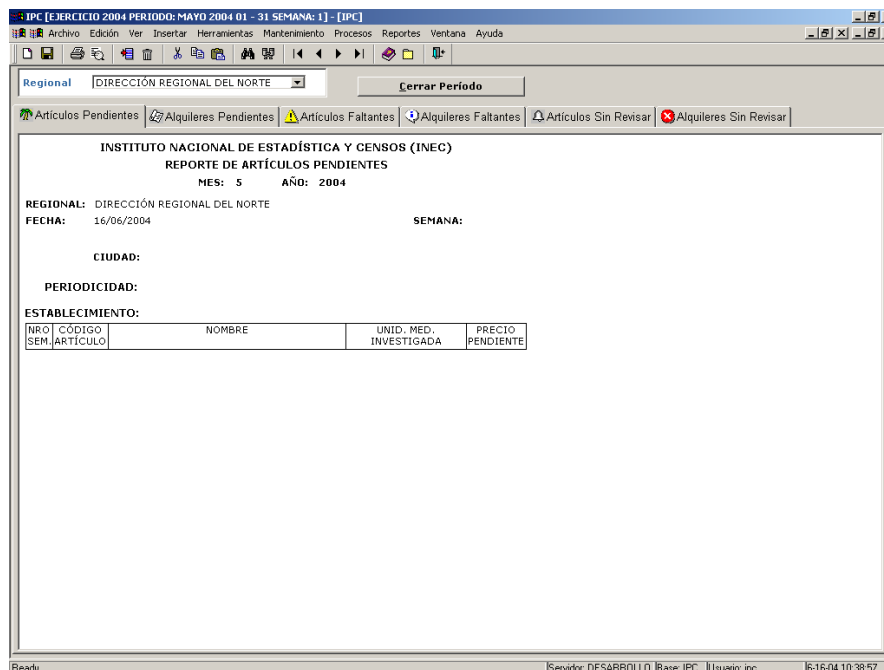 IPC [EJERCICIO 2004 PERIODO: MAYO 2004 01 - 31 SEMANA: 1] - [IPC]
Archivo Edición Ver Insertar Herramientas Mantenimiento Procesos Reportes Ventana Ayuda
Regional DIRECCIÓN REGIONAL DEL NORTE Cerrar Período
Artículos Pendientes Alquileres Pendientes Artículos Faltantes Alquileres Faltantes Artículos Sin Revisar Alquileres Sin Revisar
INSTITUTO NACIONAL DE ESTADÍSTICA Y CENSOS (INEC)
REPORTE DE ARTÍCULOS PENDIENTES
MES: 5 AÑO: 2004
REGIONAL: DIRECCIÓN REGIONAL DEL NORTE
FECHA: 16/06/2004 SEMANA:
CIUDAD:
PERIODICIDAD:
ESTABLECIMIENTO:
NRO CÓDIGO NOMBRE UNID. MED. PRECIO
SEM. ARTÍCULO INVESTIGADA PENDIENTE
Ready Servidor: DESARROLLO Base: IPC Usuario: ipc 6-16-04 10:38:57